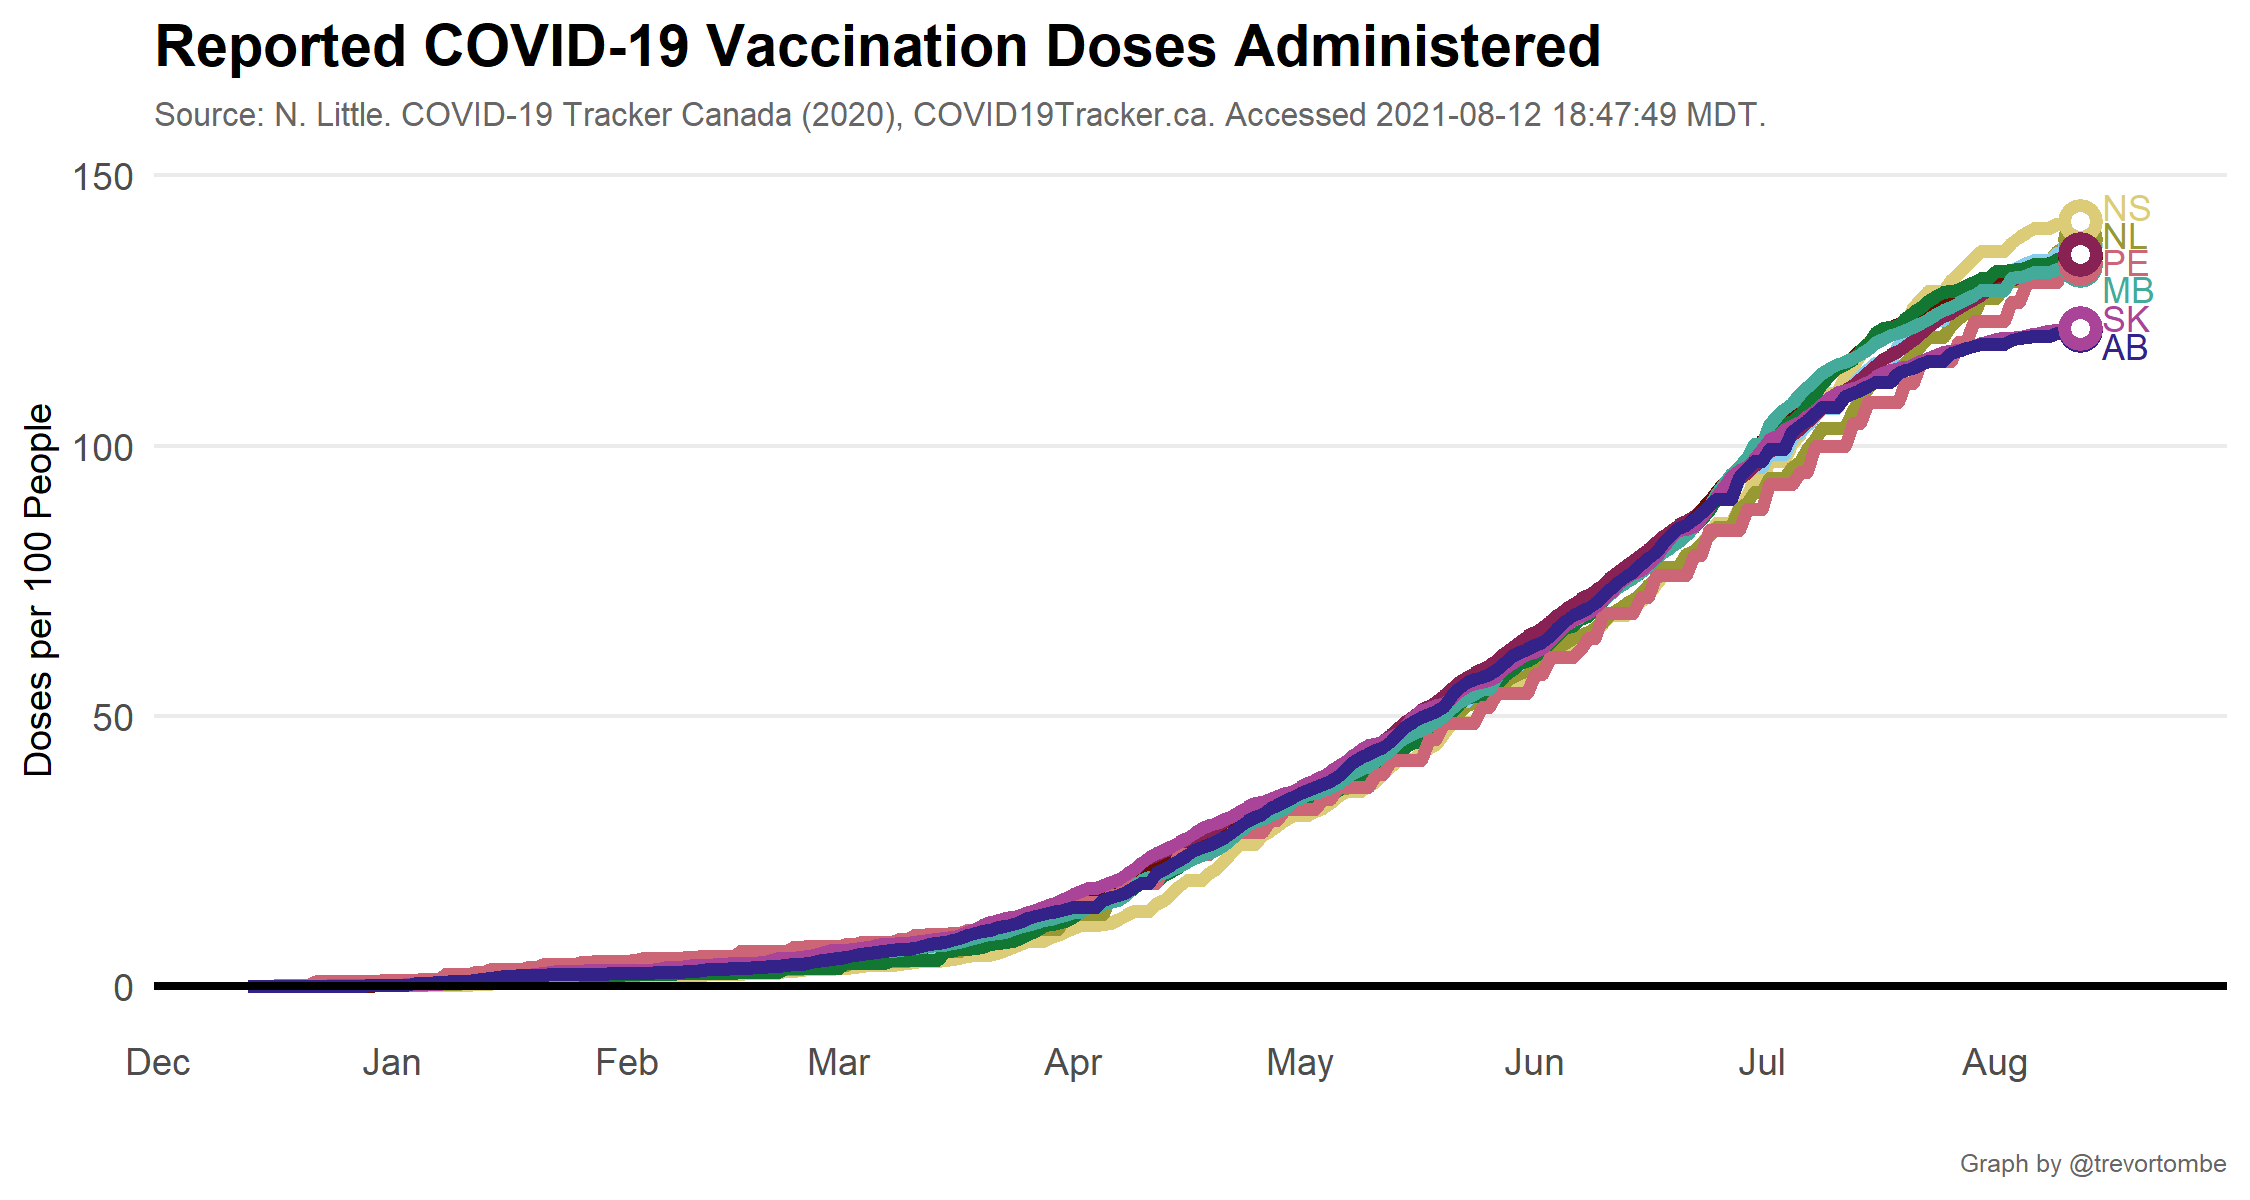 Reported COVID-19 Vaccination Doses Administered
Source: N. Little. COVID-19 Tracker Canada (2020), COVID19Tracker.ca. Accessed 2021-08-12 18:47:49 MDT.
Doses per 100 People
150
100
50
0
NS
NL
PE
MB
SK
AB
Dec Jan Feb Mar Apr May Jun Jul Aug
Graph by @trevortombe